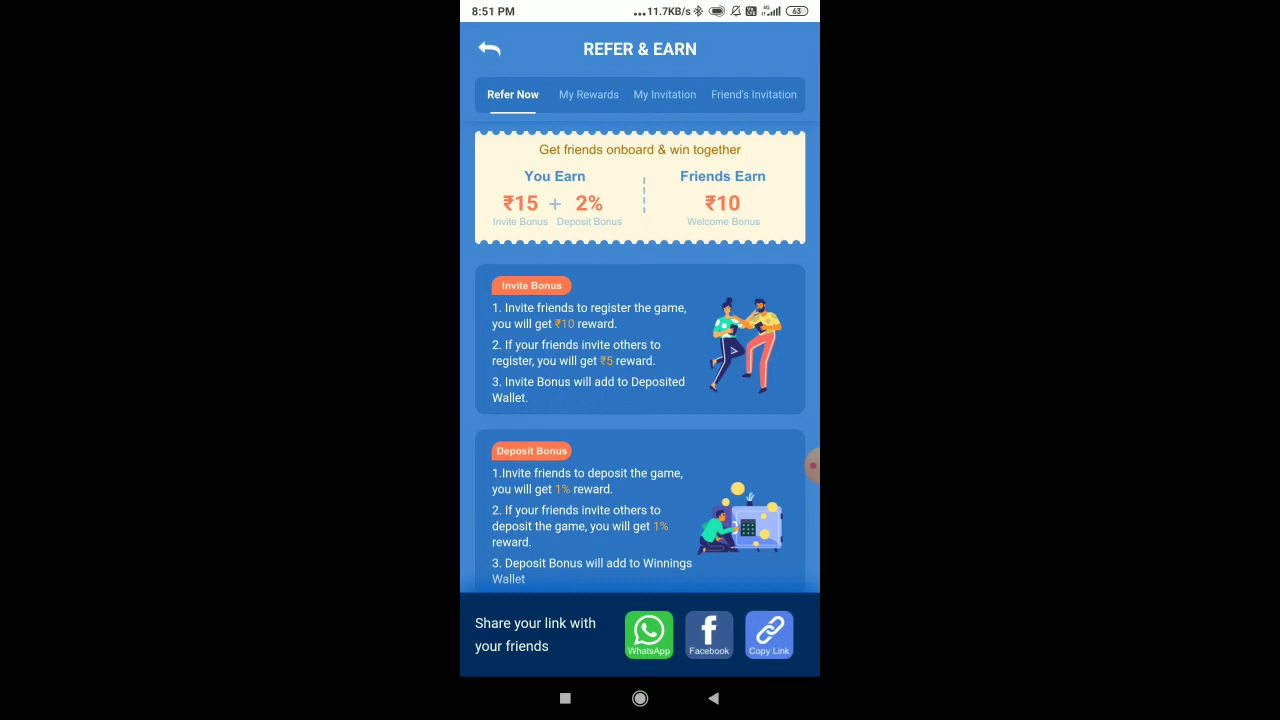 8:51 PM
...11.7KB/s
4G
63
REFER & EARN
Refer Now My Rewards My Invitation Friend's Invitation
Get friends onboard & win together
You Earn
₹15 + 2%
Invite Bonus Deposit Bonus
Friends Earn
₹10
Welcome Bonus
Invite Bonus
1. Invite friends to register the game,
you will get ₹10 reward.
2. If your friends invite others to
register, you will get ₹5 reward.
3. Invite Bonus will add to Deposited
Wallet.
Deposit Bonus
1.Invite friends to deposit the game,
you will get 1% reward.
2. If your friends invite others to
deposit the game, you will get 1%
reward.
3. Deposit Bonus will add to Winnings
Wallet
Share your link with
your friends
WhatsApp
Facebook
Copy Link